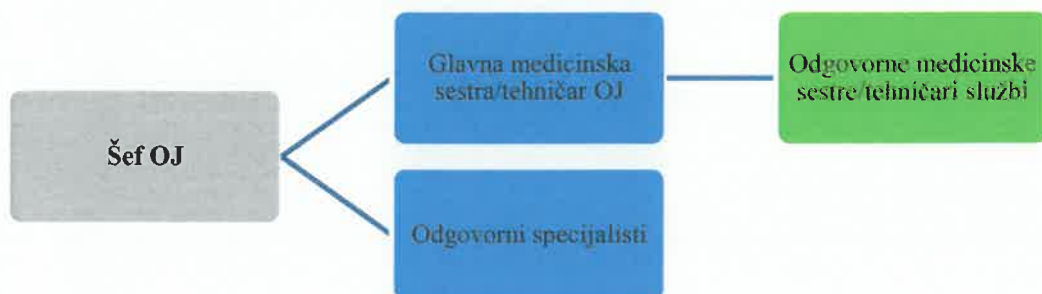 Šef OJ
Glavna medicinska
sestra/tehničar OJ
Odgovorni specijalisti
Odgovorne medicinske
sestre/tehničari službi